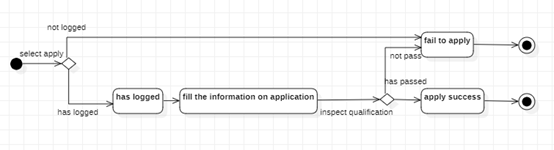 not logged
select apply
fail to apply
not pass
has passed
has logged
fill the information on application
apply success
has logged
inspect qualification